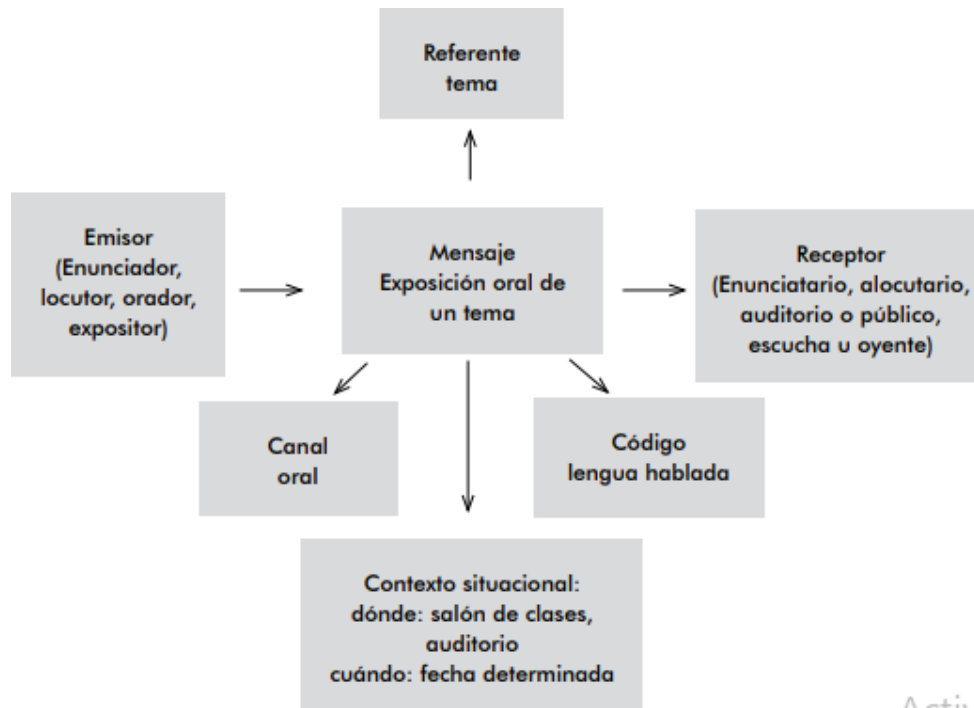 Referente
tema
Emisor
(Enunciador,
locutor, orador,
expositor)
Mensaje
Exposición oral de
un tema
Receptor
(Enunciatario, alocutario,
auditorio o público,
escucha u oyente)
Canal
oral
Código
lengua hablada
Contexto situacional:
dónde: salón de clases,
auditorio
cuándo: fecha determinada